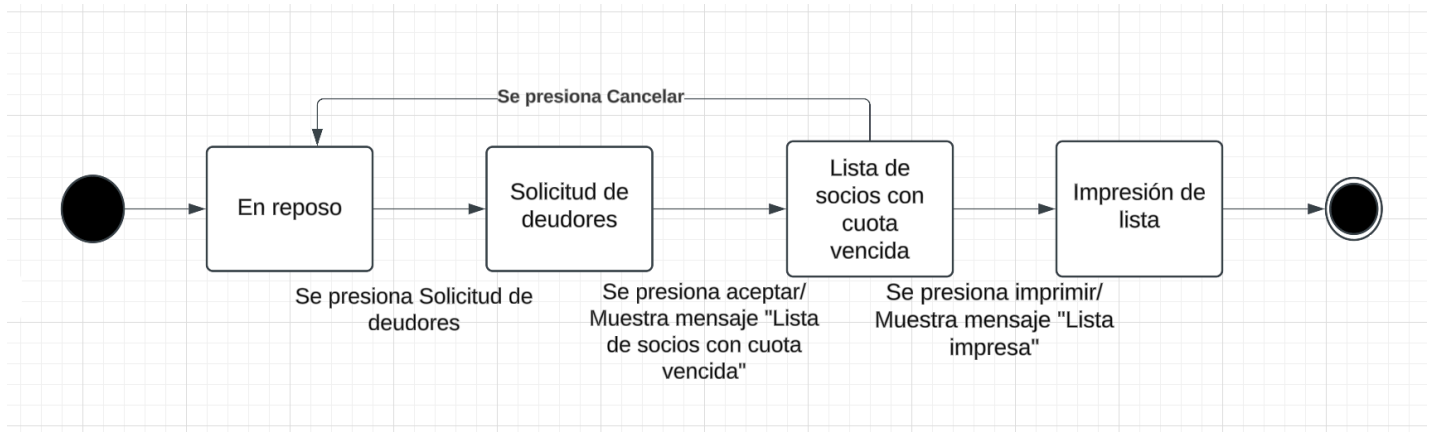 Se presiona Cancelar
En reposo
Solicitud de
deudores
Lista de
socios con
cuota
vencida
Impresión de
lista
Se presiona Solicitud de
deudores
Se presiona aceptar/
Muestra mensaje "Lista
de socios con cuota
vencida"
Se presiona imprimir/
Muestra mensaje "Lista
impresa"